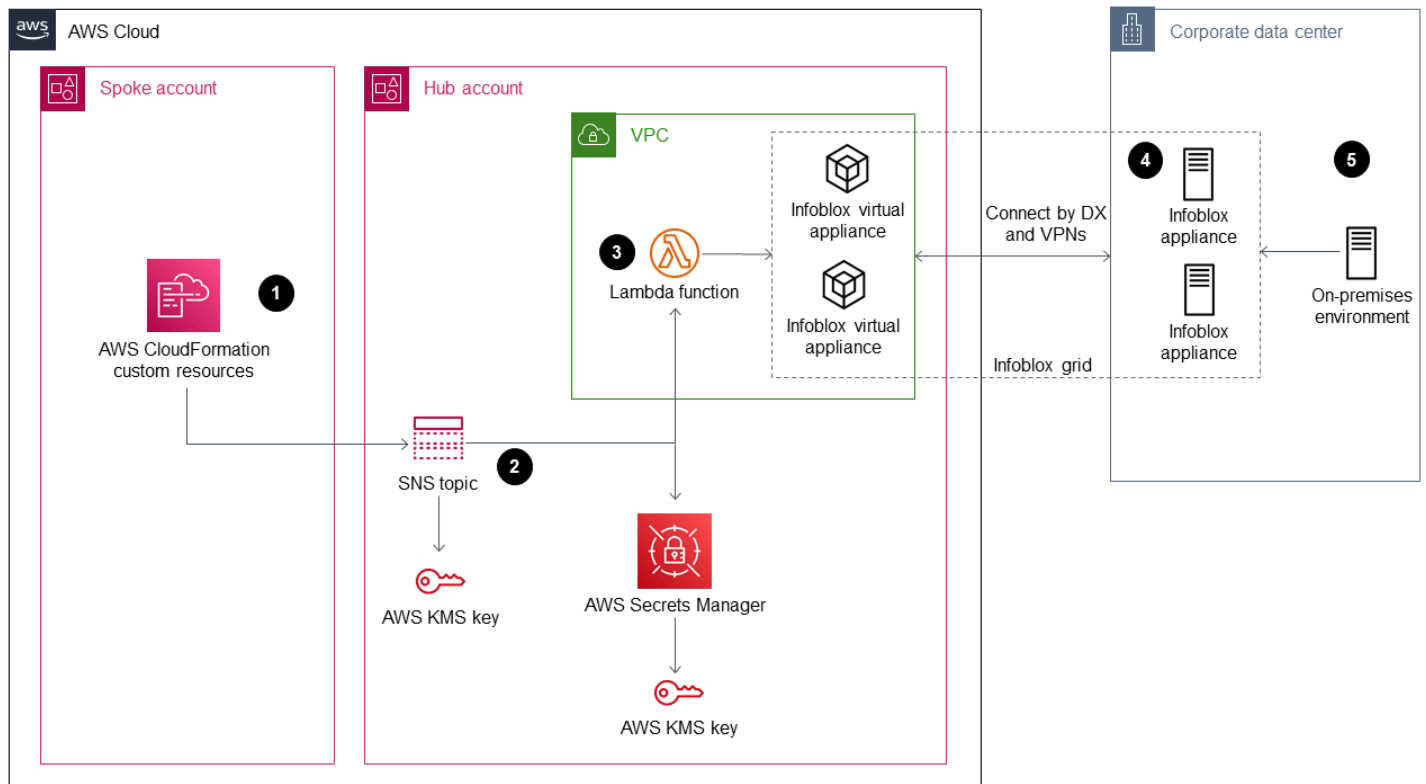 aws
AWS Cloud
Corporate data center
Spoke account
Hub account
VPC
4
5
Infoblox virtual
appliance
Connect by DX
and VPNs
Infoblox
appliance
3
Lambda function
1
Infoblox virtual
appliance
On-premises
environment
Infoblox
appliance
AWS CloudFormation
custom resources
Infoblox grid
2
SNS topic
AWS Secrets Manager
AWS KMS key
AWS KMS key